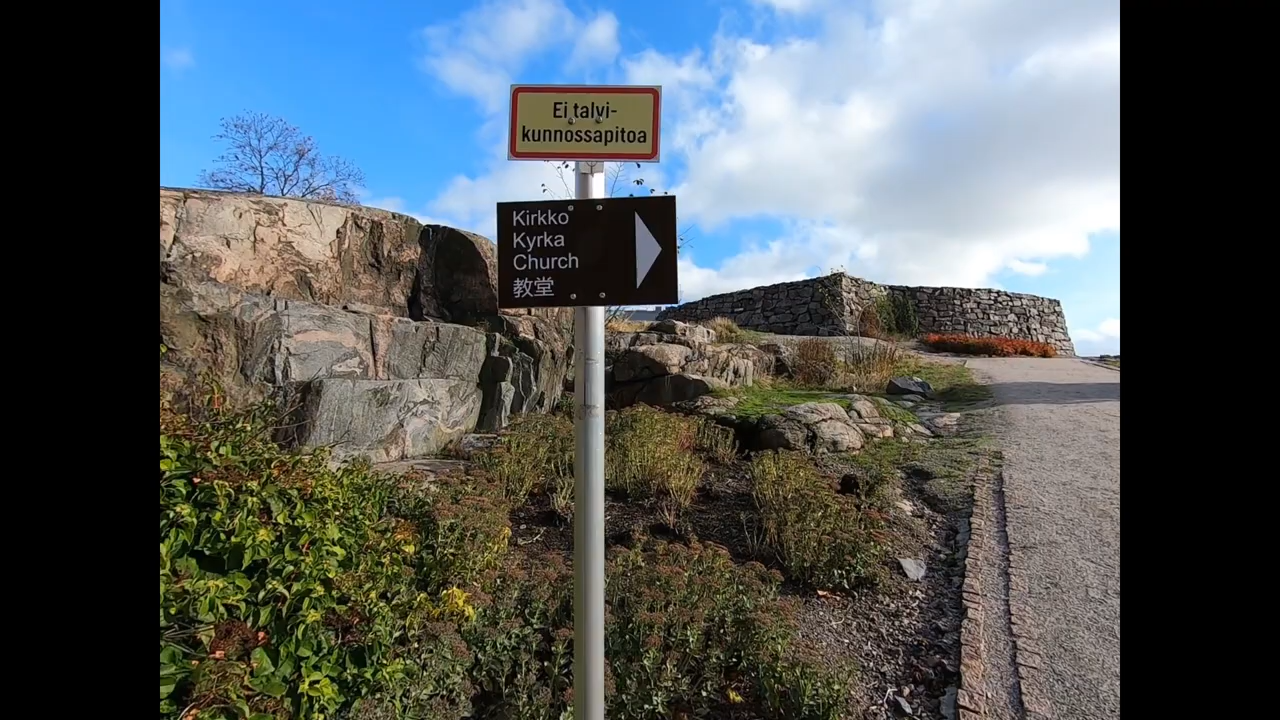 Ei talvi-
kunnossapitoa
Kirkko
Kyrka
Church
教堂